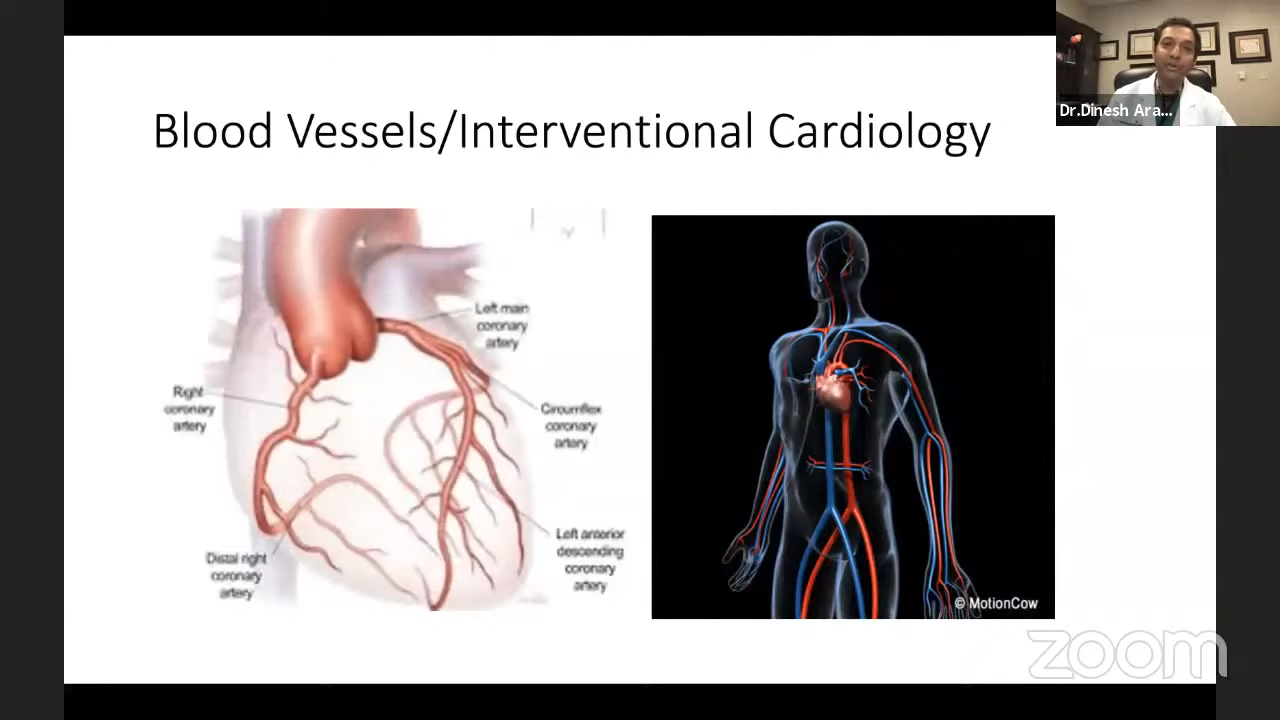 Dr.Dinesh Ara...
Blood Vessels/Interventional Cardiology
Left main
coronary
artery
Right
coronary
artery
Circumflex
coronary
artery
Left anterior
descending
coronary
artery
Distal right
coronary
artery
© MotionCow
zoom